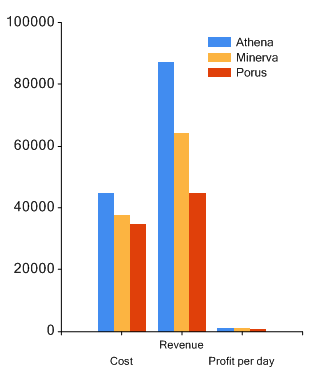 100000
80000
60000
40000
20000
0
Athena
Minerva
Porus
Revenue
Cost
Profit per day